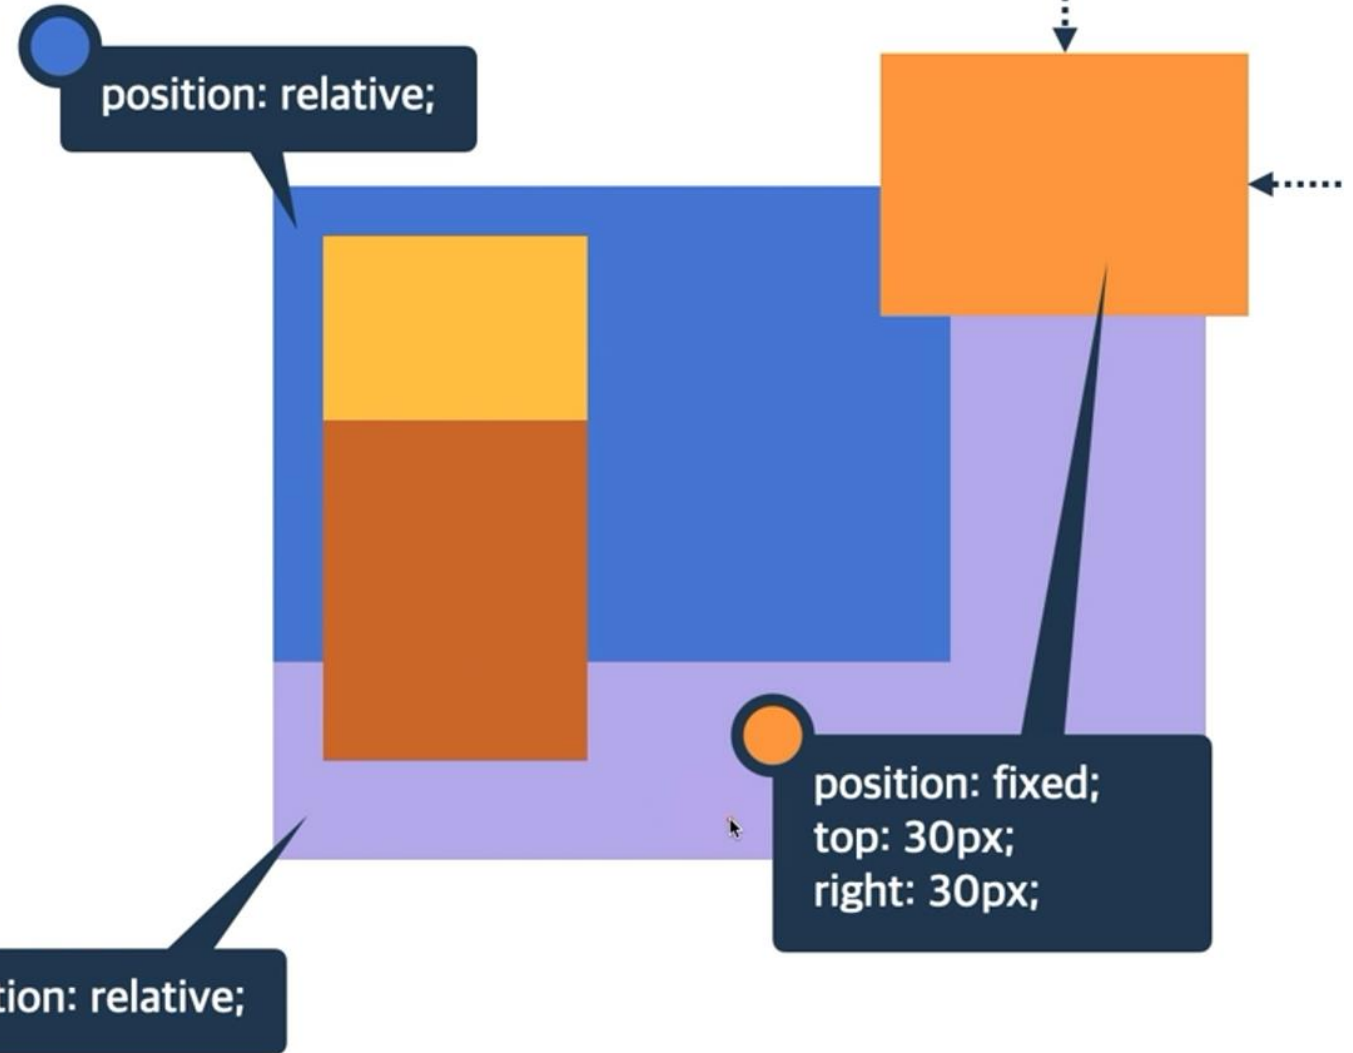 position: relative;
position: fixed;
top: 30px;
right: 30px;
tion: relative;